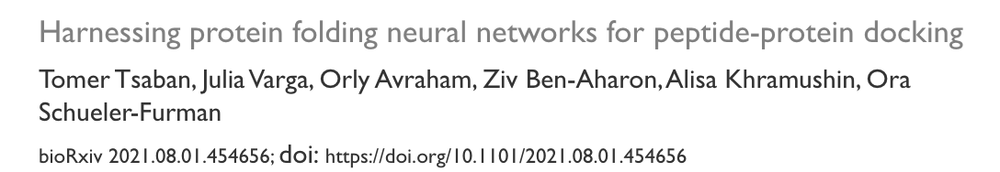 Harnessing protein folding neural networks for peptide-protein docking
Tomer Tsaban, Julia Varga, Orly Avraham, Ziv Ben-Aharon, Alisa Khramushin, Ora
Schueler-Furman
bioRxiv 2021.08.01.454656; doi: https://doi.org/10.1101/2021.08.01.454656